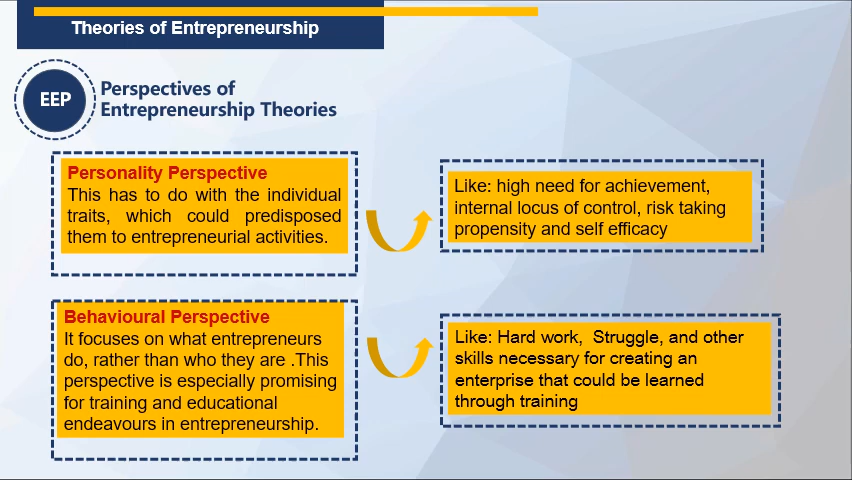 Theories of Entrepreneurship
EEP
Perspectives of
Entrepreneurship Theories
Personality Perspective
This has to do with the individual
traits, which could predisposed
them to entrepreneurial activities.
Like: high need for achievement,
internal locus of control, risk taking
propensity and self efficacy
Behavioural Perspective
It focuses on what entrepreneurs
do, rather than who they are .This
perspective is especially promising
for training and educational
endeavours in entrepreneurship.
Like: Hard work,  Struggle, and other
skills necessary for creating an
enterprise that could be learned
through training